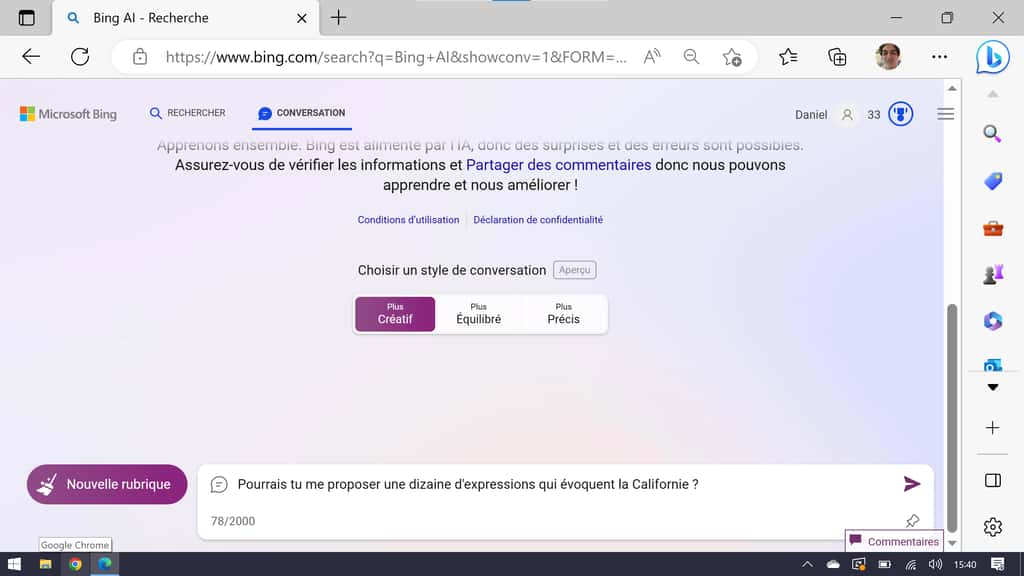 Bing AI - Recherche
https://www.bing.com/search?q=Bing+AI&showconv=1&FORM=...
Microsoft Bing
RECHERCHER
CONVERSATION
Daniel
33
Apprenons ensemble. Bing est alimenté par l'IA, donc des surprises et des erreurs sont possibles.
Assurez-vous de vérifier les informations et Partager des commentaires donc nous pouvons
apprendre et nous améliorer !
Conditions d'utilisation
Déclaration de confidentialité
Choisir un style de conversation
Aperçu
Plus
Créatif
Plus
Équilibré
Plus
Précis
Nouvelle rubrique
Pourrais tu me proposer une dizaine d'expressions qui évoquent la Californie ?
78/2000
Commentaires
Google Chrome
15:40